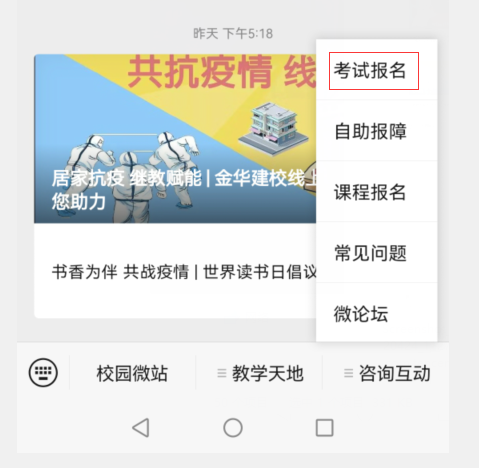 昨天 下午5:18
共抗疫情 线
居家抗疫 继教赋能 | 金华建校线上
您助力
书香为伴 共战疫情 | 世界读书日倡议
考试报名
自助报障
课程报名
常见问题
微论坛
校园微站
教学天地
咨询互动